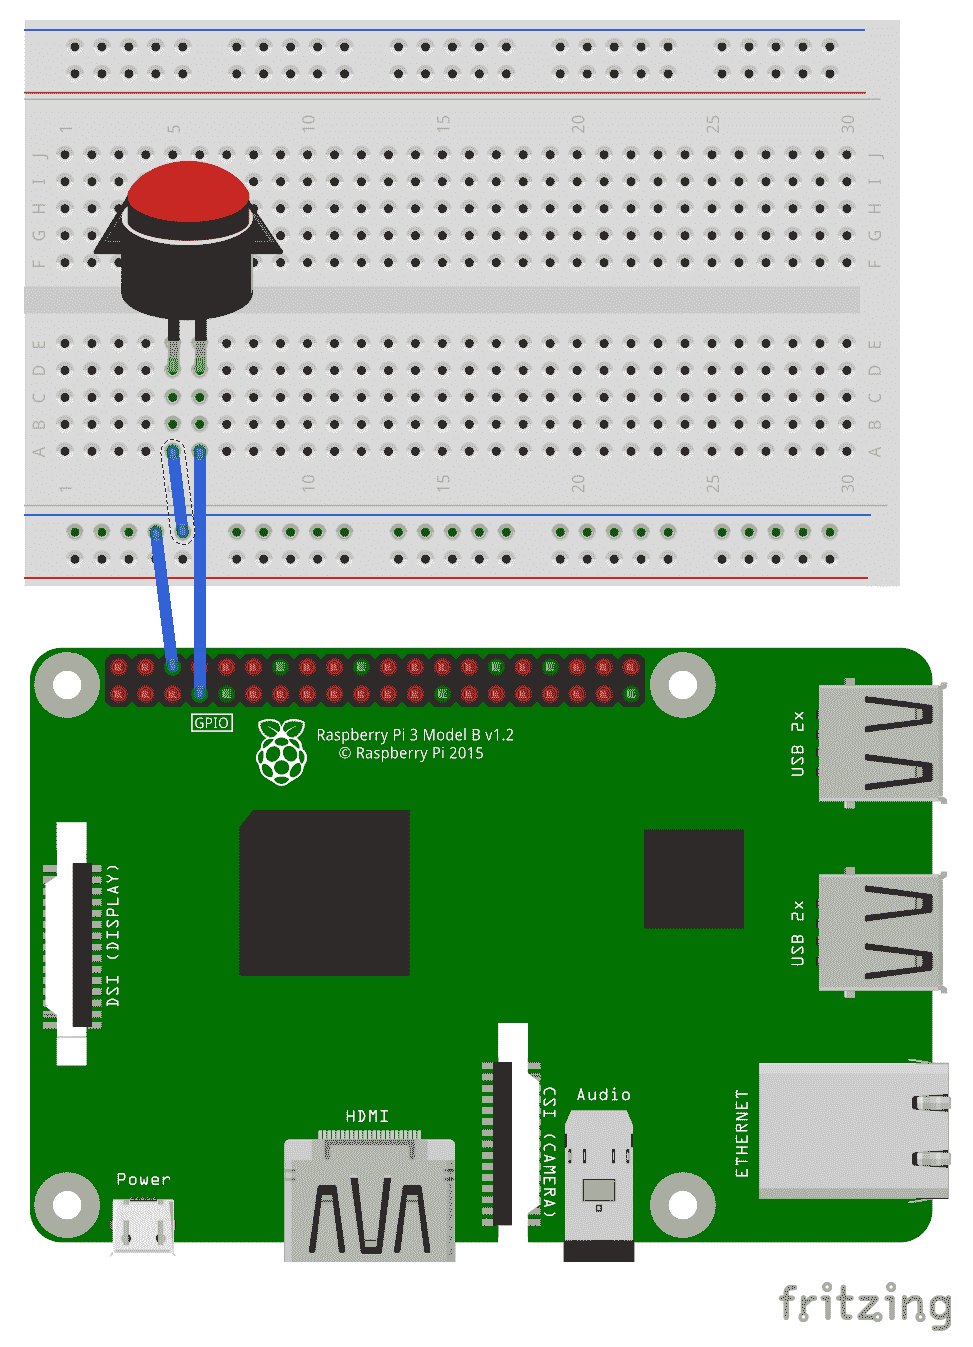 1 5 10 15 20 25 30
J J
I I
H H
G G
F F
E E
D D
C C
B B
A A
1 10 15 20 25 30
GPIO
Raspberry Pi 3 Model B v1.2
© Raspberry Pi 2015
USB 2x
DSI (DISPLAY)
USB 2x
CSI (CAMERA)
Audio
ETHERNET
HDMI
Power
fritzing